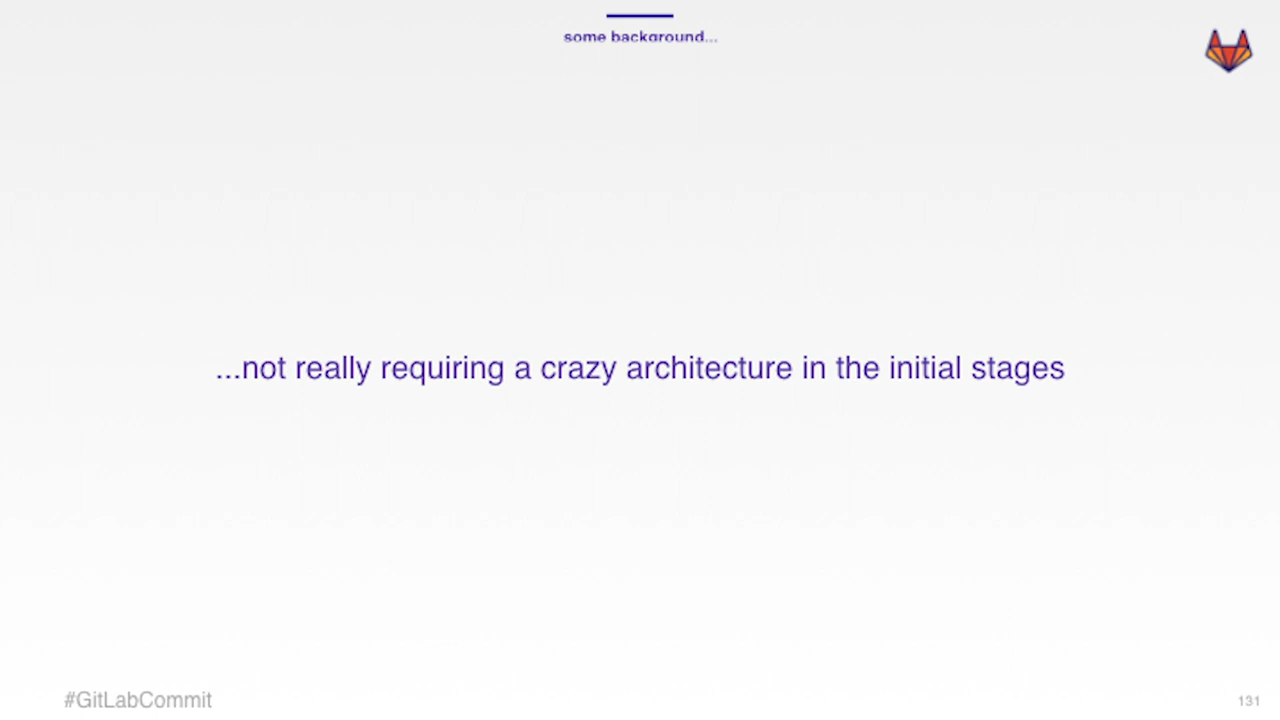 some background...
...not really requiring a crazy architecture in the initial stages
#GitLabCommit
131